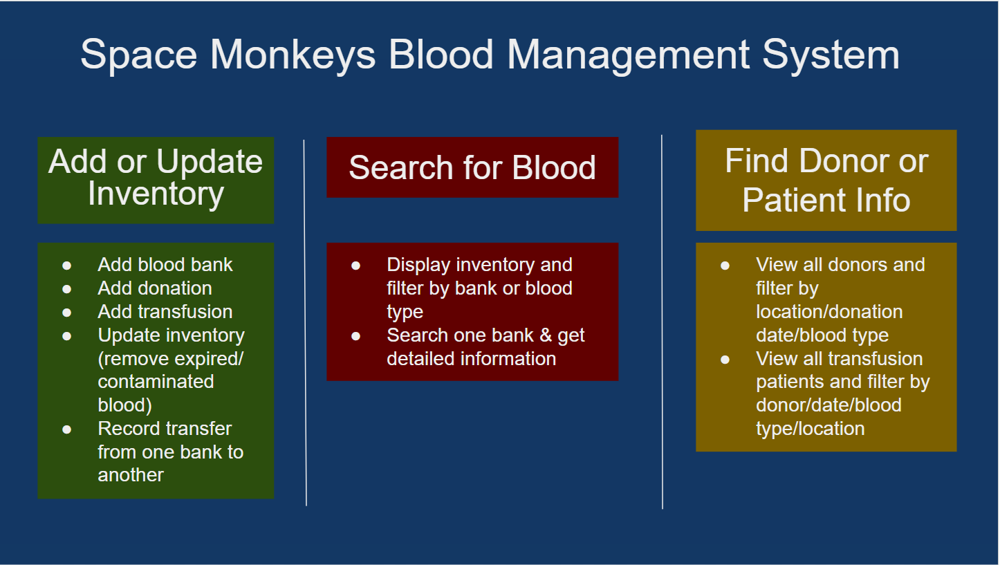 Space Monkeys Blood Management System
Add or Update
Inventory
● Add blood bank
● Add donation
● Add transfusion
● Update inventory
(remove expired/
contaminated
blood)
● Record transfer
from one bank to
another
Search for Blood
● Display inventory and
filter by bank or blood
type
● Search one bank & get
detailed information
Find Donor or
Patient Info
● View all donors and
filter by
location/donation
date/blood type
● View all transfusion
patients and filter by
donor/date/blood
type/location